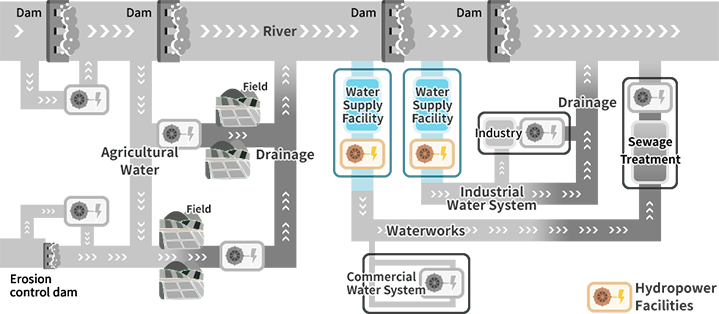 Dam
Dam
Dam
Dam
River
Field
Water
Supply
Facility
Water
Supply
Facility
Drainage
Industry
Sewage
Treatment
Agricultural
Water
Drainage
Industrial
Water System
Field
Waterworks
Erosion
control dam
Commercial
Water System
Hydropower
Facilities